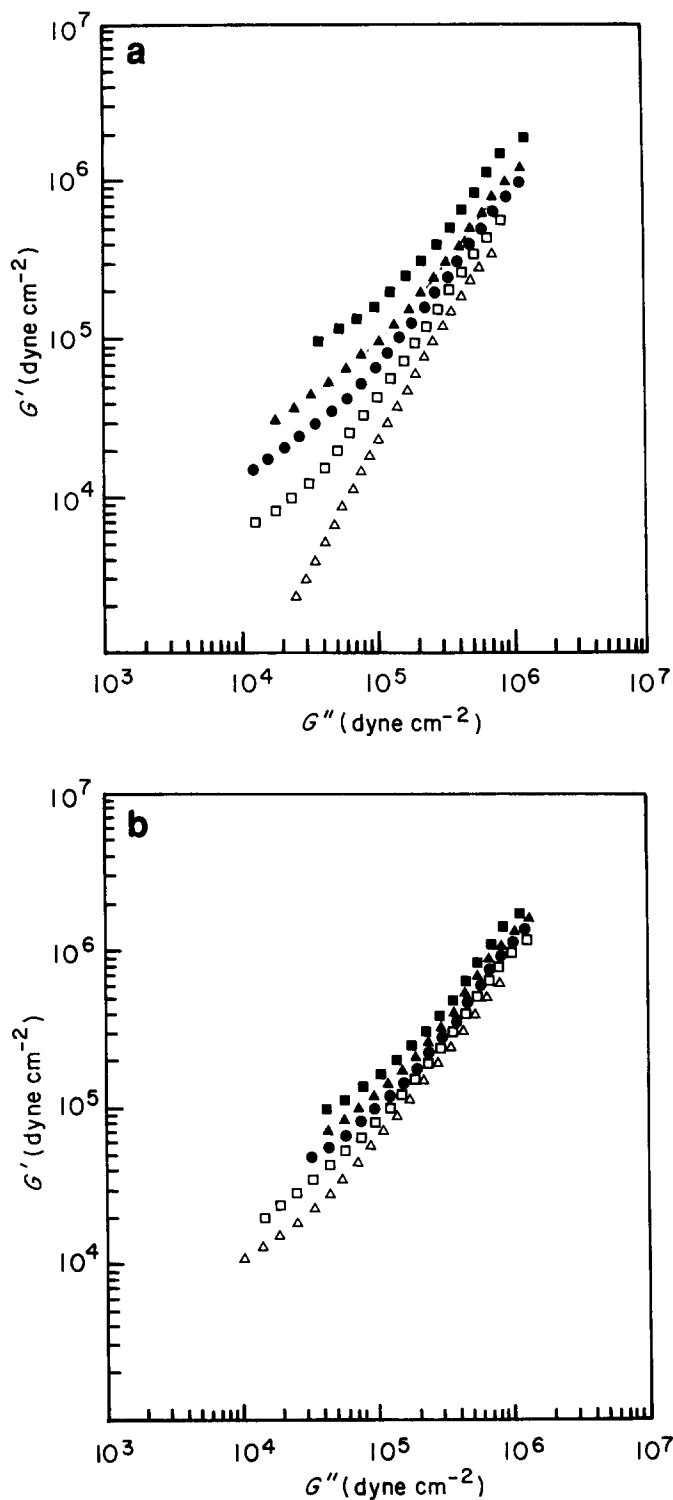 a
10⁷
10⁶
10⁵
10⁴
G′ (dyne cm⁻²)
10³ 10⁴ 10⁵ 10⁶ 10⁷
G″ (dyne cm⁻²)
b
10⁷
10⁶
10⁵
10⁴
G′ (dyne cm⁻²)
10³ 10⁴ 10⁵ 10⁶ 10⁷
G″ (dyne cm⁻²)